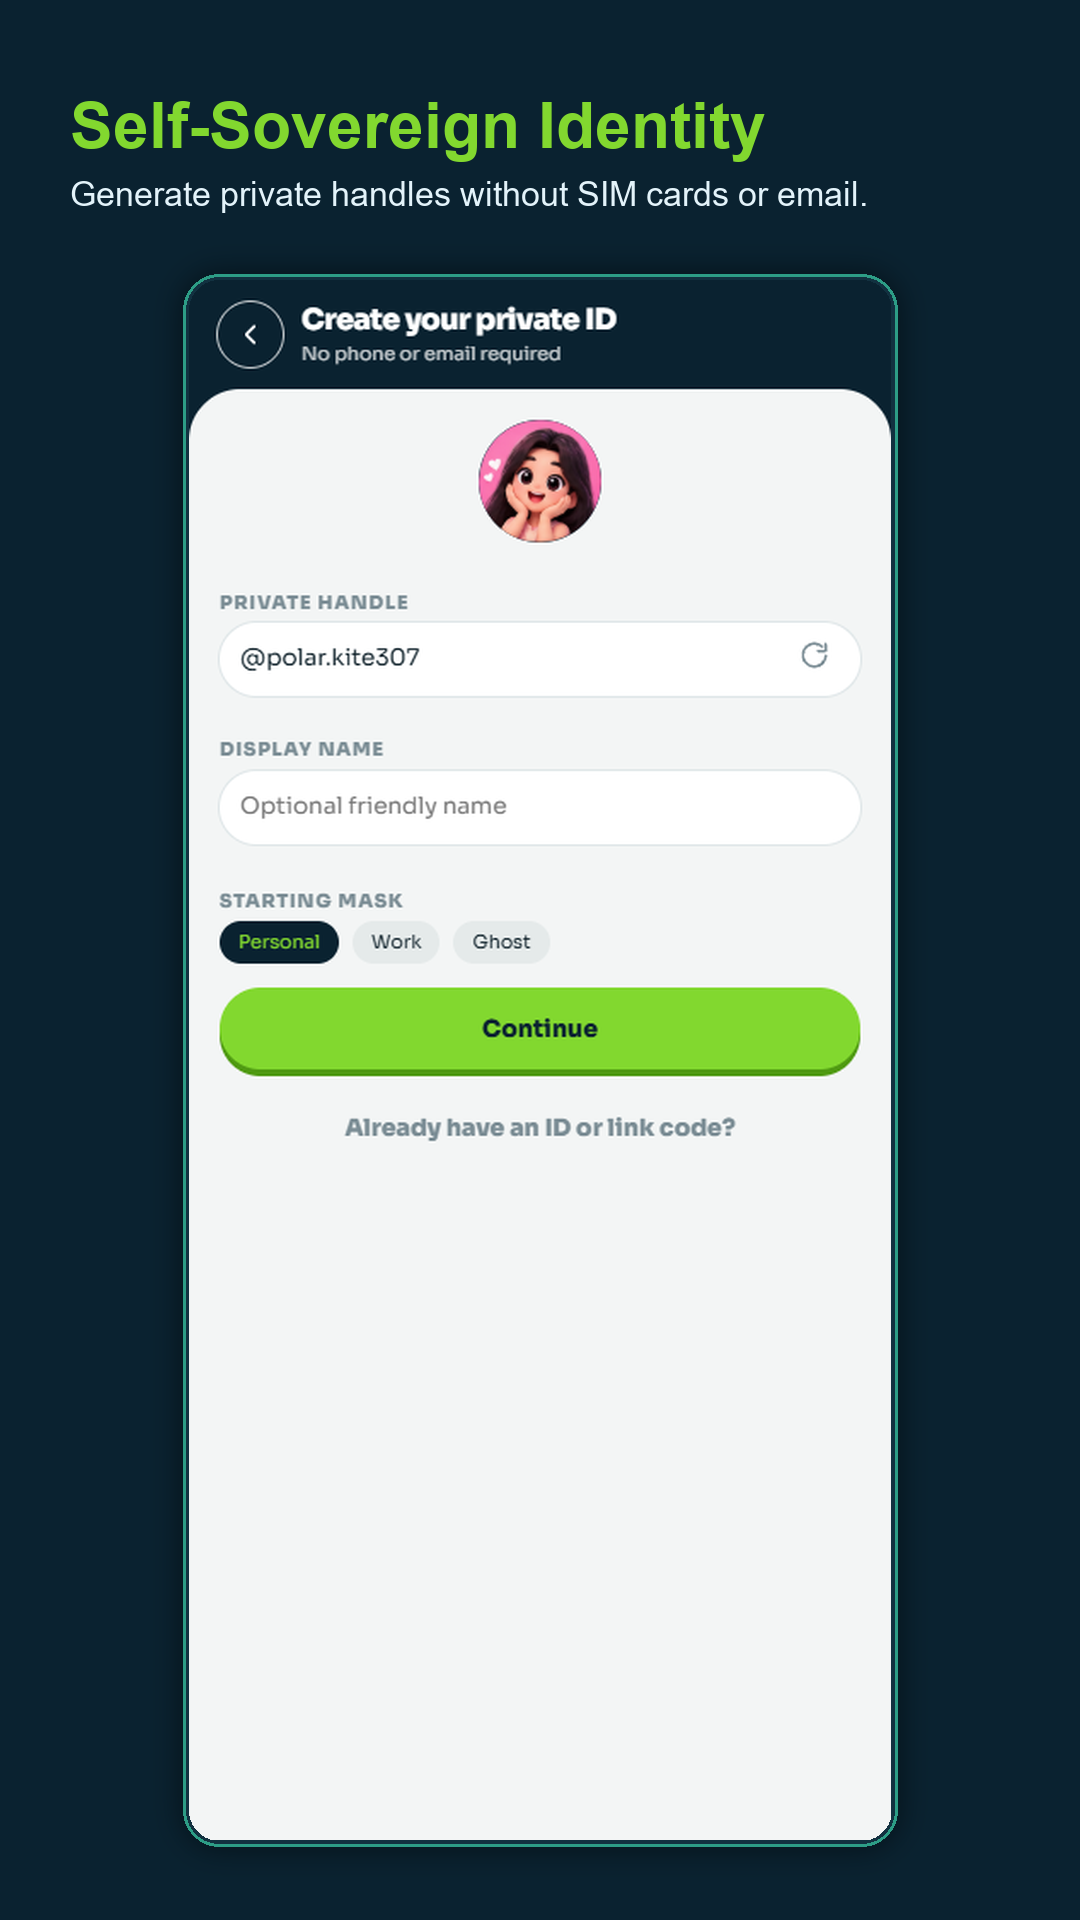 Self-Sovereign Identity
Generate private handles without SIM cards or email.
Create your private ID
No phone or email required
PRIVATE HANDLE
@polar.kite307
DISPLAY NAME
Optional friendly name
STARTING MASK
Personal Work Ghost
Continue
Already have an ID or link code?